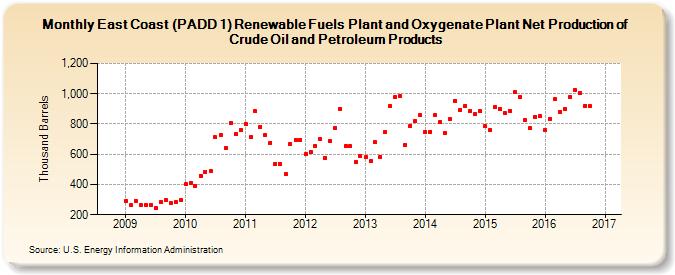 Monthly East Coast (PADD 1) Renewable Fuels Plant and Oxygenate Plant Net Production of
Crude Oil and Petroleum Products
Thousand Barrels
1,200
1,000
800
600
400
200
2009 2010 2011 2012 2013 2014 2015 2016 2017
Source: U.S. Energy Information Administration